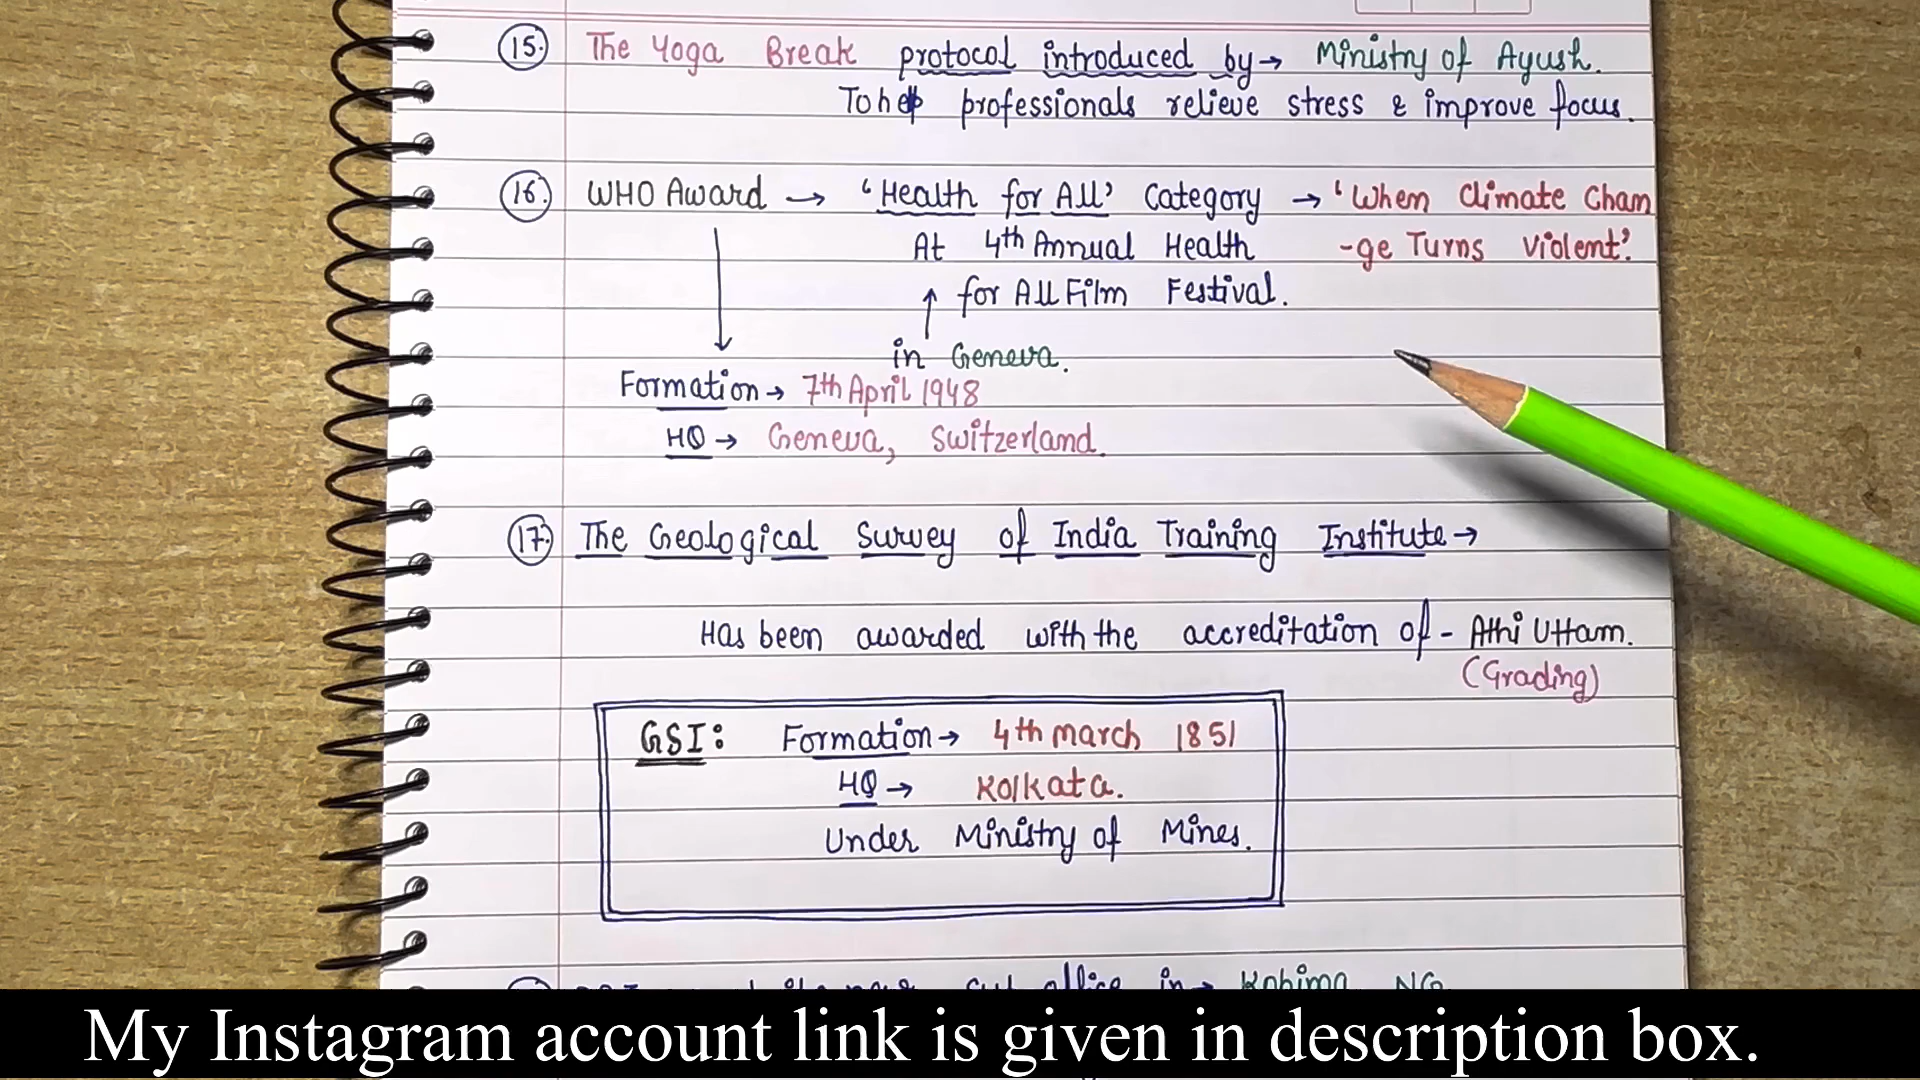 15. The Yoga Break protocol introduced by→ Ministry of Ayush.
To help professionals relieve stress & improve focus.
16. WHO Award → 'Health for All' Category → 'When Climate Chan
At 4th Annual Health -ge Turns Violent'.
↑ for All Film Festival.
in Geneva.
Formation → 7th April 1948
HQ → Geneva, Switzerland.
17. The Geological Survey of India Training Institute →
Has been awarded with the accreditation of - Athi Uttam.
(Grading)
GSI: Formation → 4th march 1851
HQ → Kolkata.
Under Ministry of Mines.
office in → Kohima
My Instagram account link is given in description box.